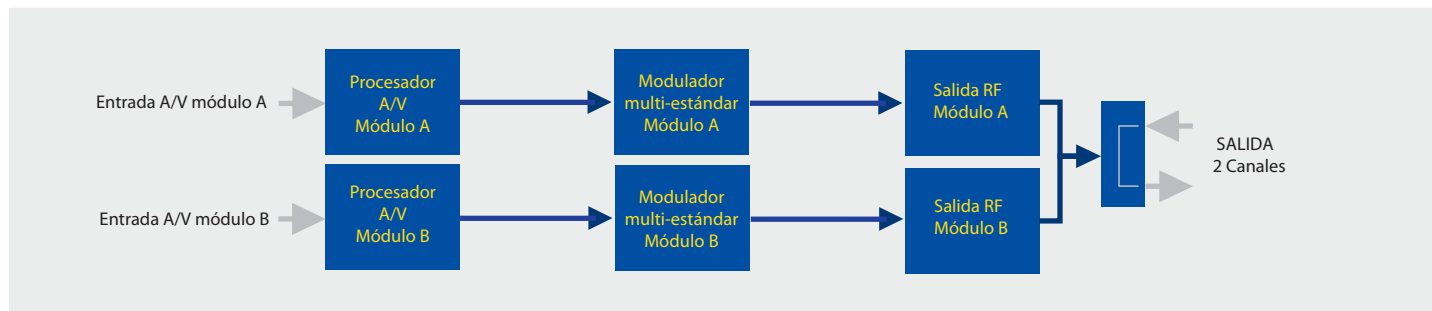 Entrada A/V módulo A
Procesador
A/V
Módulo A
Modulador
multi-estándar
Módulo A
Salida RF
Módulo A
Entrada A/V módulo B
Procesador
A/V
Módulo B
Modulador
multi-estándar
Módulo B
Salida RF
Módulo B
SALIDA
2 Canales